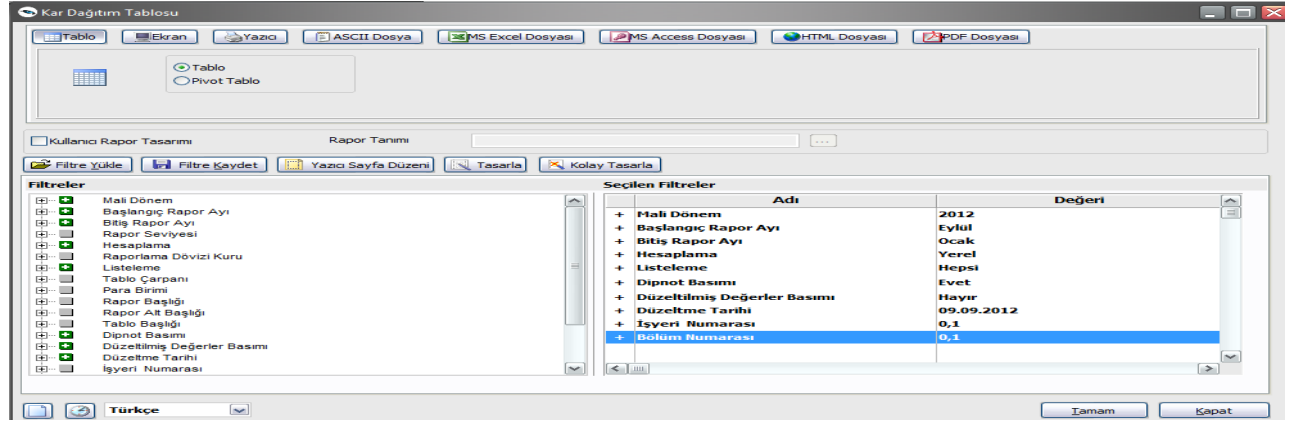 Kar Dağıtım Tablosu
Tablo Ekran Yazıcı ASCII Dosya MS Excel Dosyası MS Access Dosyası HTML Dosyası PDF Dosyası
Tablo
Pivot Tablo
Kullanıcı Rapor Tasarımı Rapor Tanımı ...
Filtre Yükle Filtre Kaydet Yazıcı Sayfa Düzeni Tasarla Kolay Tasarla
Filtreler
Mali Dönem
Başlangıç Rapor Ayı
Bitiş Rapor Ayı
Rapor Seviyesi
Hesaplama
Raporlama Dövizi Kuru
Listeleme
Tablo Çarpanı
Para Birimi
Rapor Başlığı
Rapor Alt Başlığı
Tablo Başlığı
Dipnot Basımı
Düzeltilmiş Değerler Basımı
Düzeltme Tarihi
İşyeri Numarası
Seçilen Filtreler
Adı Değeri
+ Mali Dönem 2012
+ Başlangıç Rapor Ayı Eylül
+ Bitiş Rapor Ayı Ocak
+ Hesaplama Yerel
+ Listeleme Hepsi
+ Dipnot Basımı Evet
+ Düzeltilmiş Değerler Basımı Hayır
+ Düzeltme Tarihi 09.09.2012
+ İşyeri Numarası 0,1
+ Bölüm Numarası 0,1
Türkçe Tamam Kapat